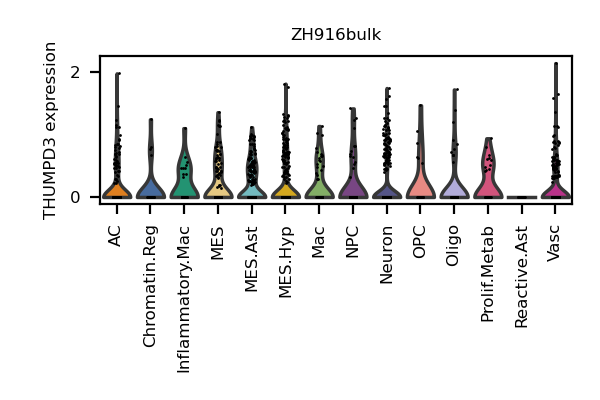 ZH916bulk
THUMPD3 expression
2
0
AC
Chromatin.Reg
Inflammatory.Mac
MES
MES.Ast
MES.Hyp
Mac
NPC
Neuron
OPC
Oligo
Prolif.Metab
Reactive.Ast
Vasc